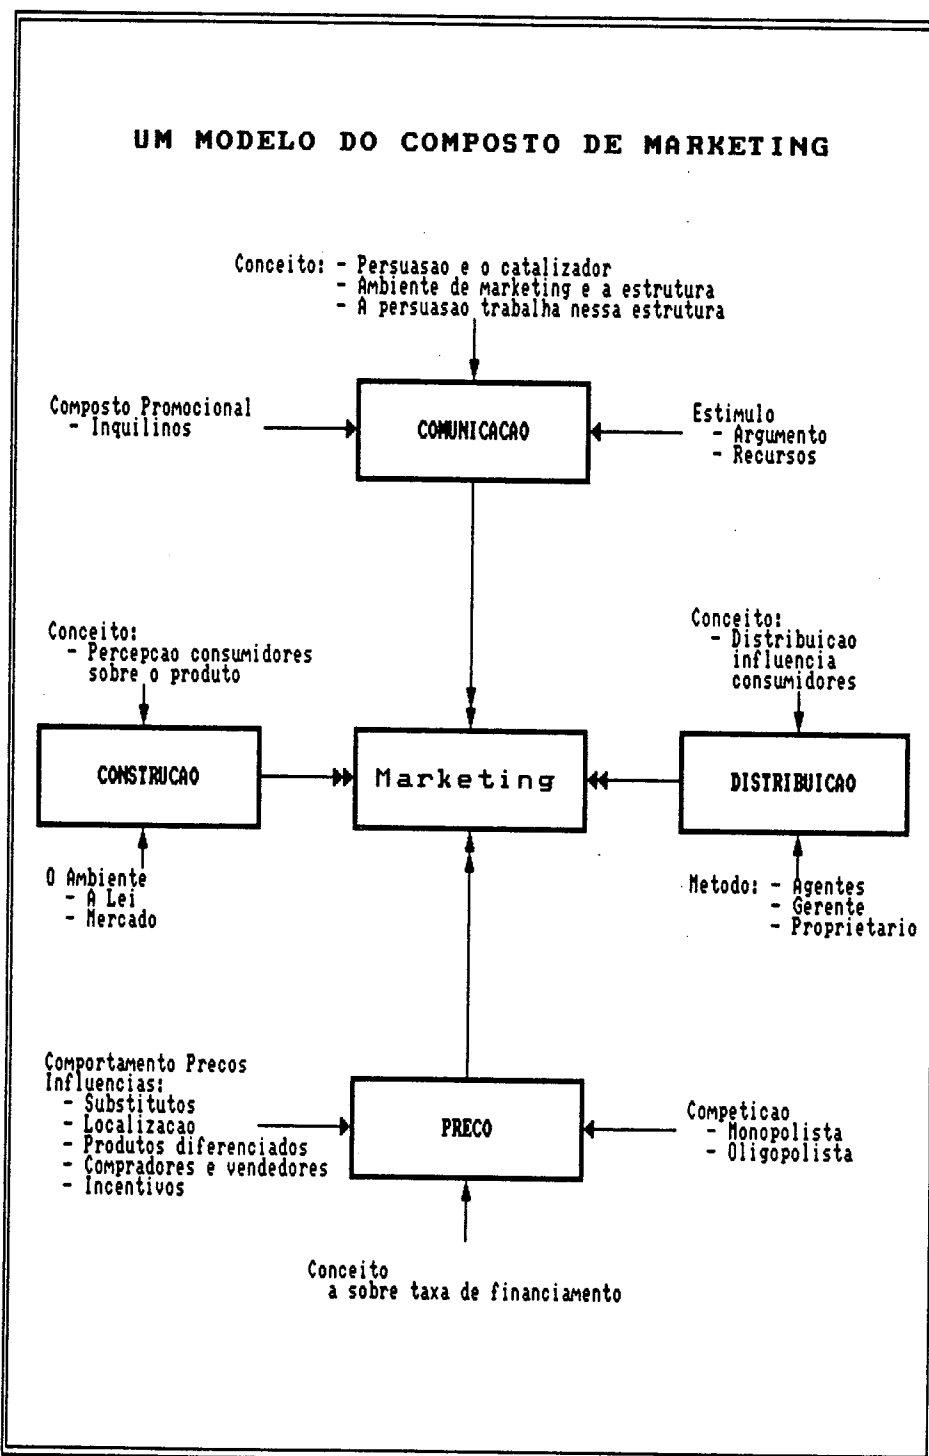 UM MODELO DO COMPOSTO DE MARKETING
Conceito: - Persuasao e o catalizador
- Ambiente de marketing e a estrutura
- A persuasao trabalha nessa estrutura
Composto Promocional
- Inquilinos
COMUNICACAO
Estimulo
- Argumento
- Recursos
Conceito:
- Percepcao consumidores
sobre o produto
Conceito:
- Distribuicao
influencia
consumidores
CONSTRUCAO
Marketing
DISTRIBUICAO
O Ambiente
- A Lei
- Mercado
Metodo: - Agentes
- Gerente
- Proprietario
Comportamento Precos
Influencias:
- Substitutos
- Localizacao
- Produtos diferenciados
- Compradores e vendedores
- Incentivos
PRECO
Competicao
- Monopolista
- Oligopolista
Conceito
a sobre taxa de financiamento